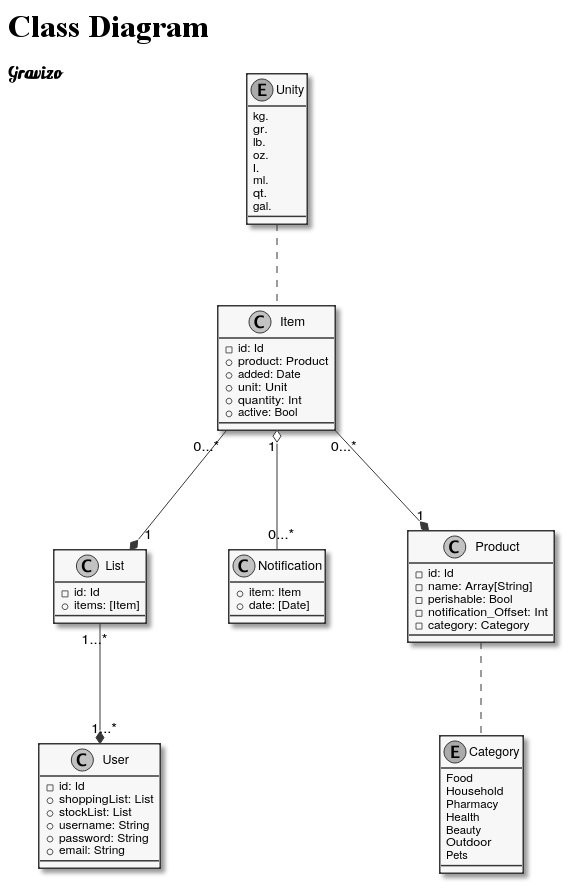 Class Diagram
Gravizo
E Unity
kg.
gr.
lb.
oz.
l.
ml.
qt.
gal.
C Item
id: Id
product: Product
added: Date
unit: Unit
quantity: Int
active: Bool
0...* 1 0...*
1 0...* 1
C List
id: Id
items: [Item]
C Notification
item: Item
date: [Date]
C Product
id: Id
name: Array[String]
perishable: Bool
notification_Offset: Int
category: Category
1...*
1...*
C User
id: Id
shoppingList: List
stockList: List
username: String
password: String
email: String
E Category
Food
Household
Pharmacy
Health
Beauty
Outdoor
Pets